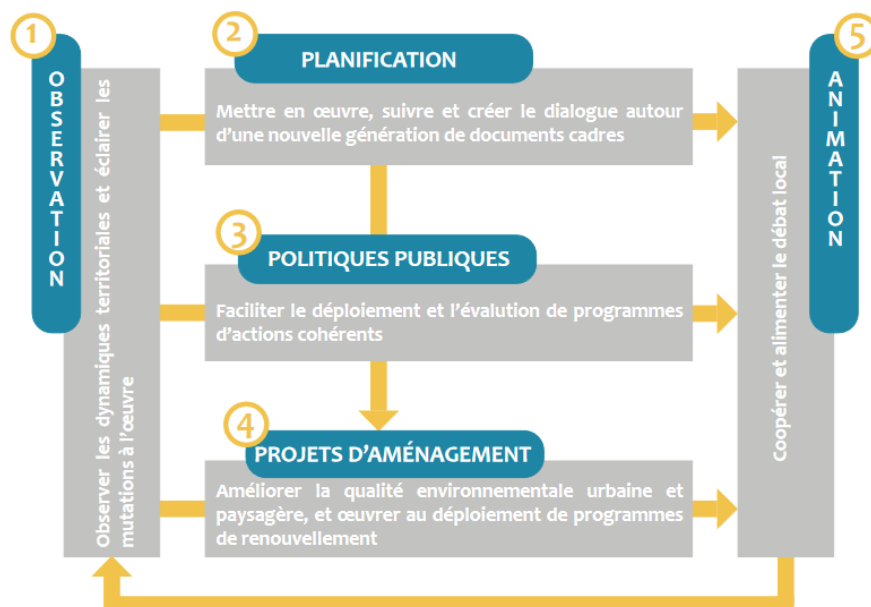 1
OBSERVATION
Observer les dynamiques territoriales et éclairer les
mutations à l'œuvre
2
PLANIFICATION
Mettre en œuvre, suivre et créer le dialogue autour
d'une nouvelle génération de documents cadres
3
POLITIQUES PUBLIQUES
Faciliter le déploiement et l'évalution de programmes
d'actions cohérents
4
PROJETS D'AMÉNAGEMENT
Améliorer la qualité environnementale urbaine et
paysagère, et œuvrer au déploiement de programmes
de renouvellement
5
ANIMATION
Coopérer et alimenter le débat local